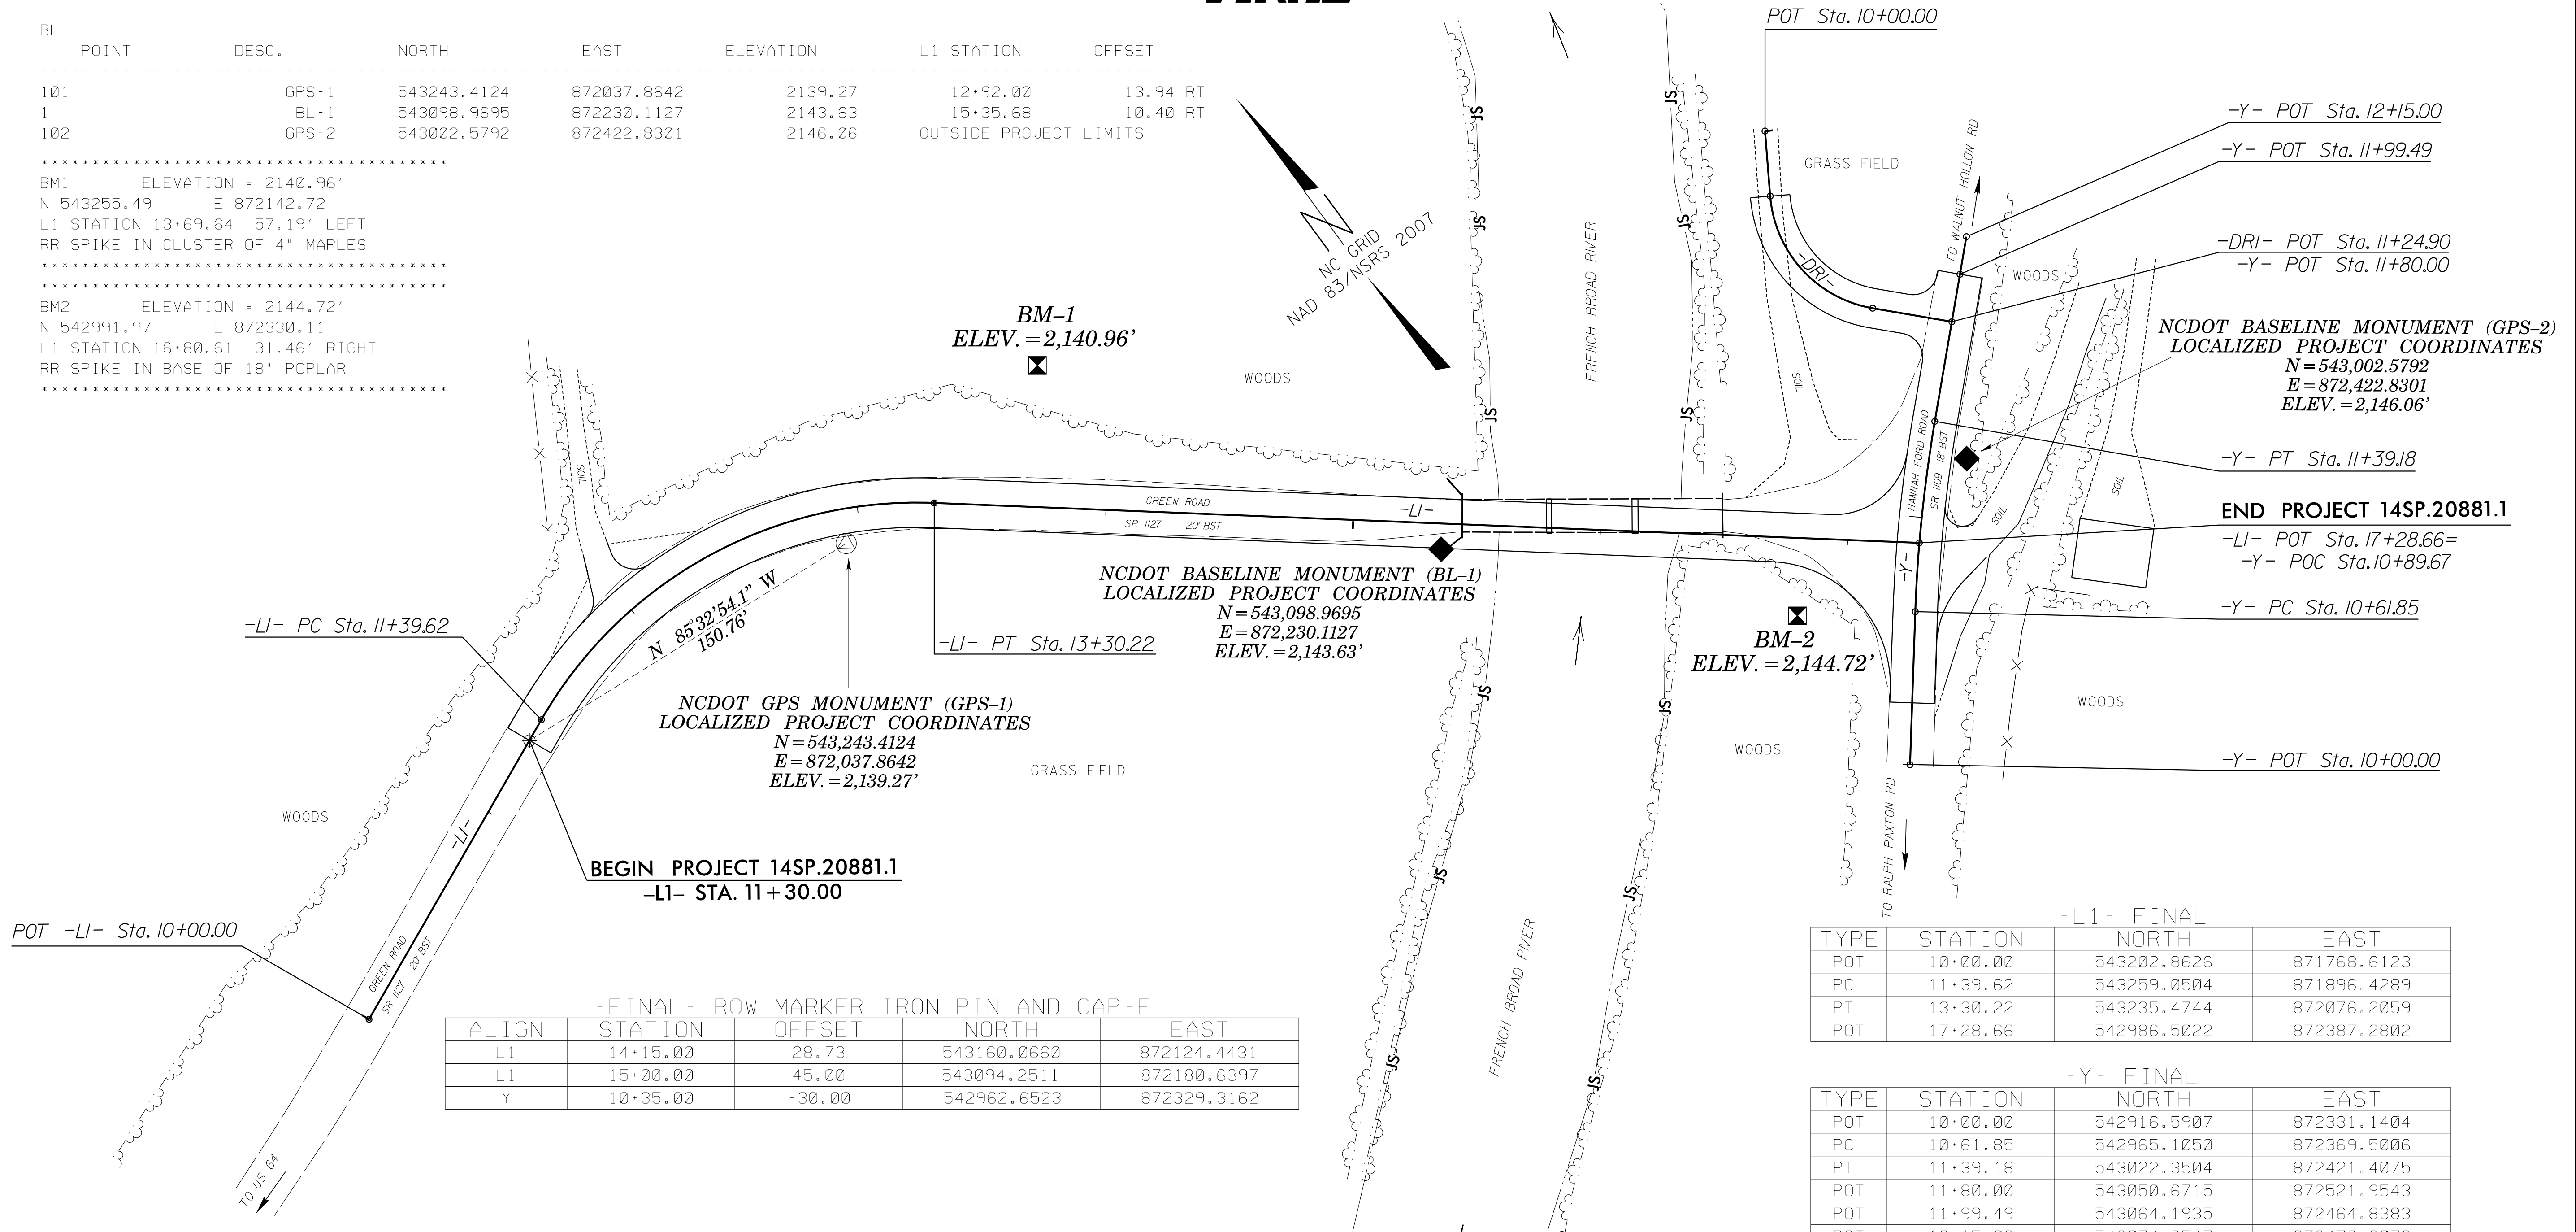 BL
POINT DESC. NORTH EAST ELEVATION L1 STATION OFFSET
101 GPS-1 543243.4124 872037.8642 2139.27 12+92.00 13.94 RT
1 BL-1 543098.9695 872230.1127 2143.63 15+35.68 10.40 RT
102 GPS-2 543002.5792 872422.8301 2146.06 OUTSIDE PROJECT LIMITS
BM1 ELEVATION = 2140.96'
N 543255.49 E 872142.72
L1 STATION 13+69.64 57.19' LEFT
RR SPIKE IN CLUSTER OF 4" MAPLES
BM2 ELEVATION = 2144.72'
N 542991.97 E 872330.11
L1 STATION 16+80.61 31.46' RIGHT
RR SPIKE IN BASE OF 18" POPLAR
N
NC GRID
NAD 83/NSRS 2007
POT Sta. 10+00.00
GRASS FIELD
-DR1-
TO WALNUT HOLLOW RD
-Y- POT Sta. 12+15.00
-Y- POT Sta. 11+99.49
-DR1- POT Sta. 11+24.90
-Y- POT Sta. 11+80.00
WOODS
NCDOT BASELINE MONUMENT (GPS-2)
LOCALIZED PROJECT COORDINATES
N=543,002.5792
E=872,422.8301
ELEV.=2,146.06'
-Y- PT Sta. 11+39.18
END PROJECT 14SP.20881.1
-L1- POT Sta. 17+28.66=
-Y- POC Sta. 10+89.67
-Y- PC Sta. 10+61.85
-Y- POT Sta. 10+00.00
HANNAH FORD ROAD
SR 1109 18' BST
-Y-
SOIL
SOIL
SOIL
SOIL
WOODS
TO RALPH PAXTON RD
JS
JS
JS
JS
JS
JS
FRENCH BROAD RIVER
BM-1
ELEV.=2,140.96'
WOODS
GREEN ROAD
SR 1127 20' BST
-L1-
NCDOT BASELINE MONUMENT (BL-1)
LOCALIZED PROJECT COORDINATES
N=543,098.9695
E=872,230.1127
ELEV.=2,143.63'
BM-2
ELEV.=2,144.72'
WOODS
-L1- PC Sta. 11+39.62
N 85°32'54.1" W
150.76'
-L1- PT Sta. 13+30.22
NCDOT GPS MONUMENT (GPS-1)
LOCALIZED PROJECT COORDINATES
N=543,243.4124
E=872,037.8642
ELEV.=2,139.27'
GRASS FIELD
WOODS
-L1-
BEGIN PROJECT 14SP.20881.1
-L1- STA. 11+30.00
POT -L1- Sta. 10+00.00
GREEN ROAD
SR 1127 20' BST
TO US 64
JS
JS
JS
JS
JS
JS
FRENCH BROAD RIVER
-FINAL- ROW MARKER IRON PIN AND CAP-E
ALIGN STATION OFFSET NORTH EAST
L1 14+15.00 28.73 543160.0660 872124.4431
L1 15+00.00 45.00 543094.2511 872180.6397
Y 10+35.00 -30.00 542962.6523 872329.3162
-L1- FINAL
TYPE STATION NORTH EAST
POT 10+00.00 543202.8626 871768.6123
PC 11+39.62 543259.0504 871896.4289
PT 13+30.22 543235.4744 872076.2059
POT 17+28.66 542986.5022 872387.2802
-Y- FINAL
TYPE STATION NORTH EAST
POT 10+00.00 542916.5907 872331.1404
PC 10+61.85 542965.1050 872369.5006
PT 11+39.18 543022.3504 872421.4075
POT 11+80.00 543050.6715 872521.9543
POT 11+99.49 543064.1935 872464.8383